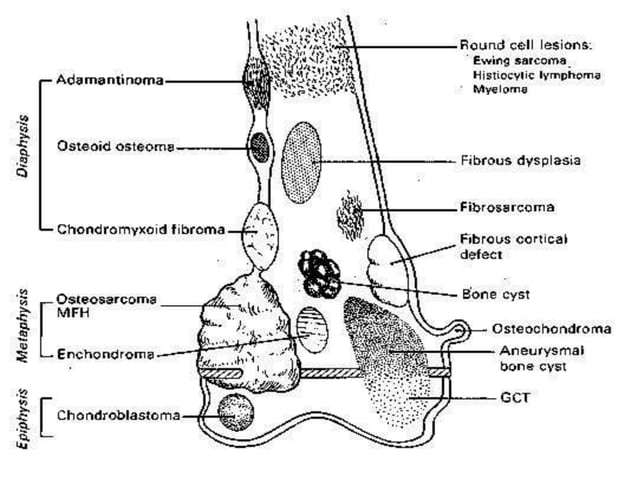 Diaphysis
Adamantinoma
Osteoid osteoma
Chondromyxoid fibroma
Metaphysis
Osteosarcoma
MFH
Enchondroma
Epiphysis
Chondroblastoma
Round cell lesions:
Ewing sarcoma
Histiocytic lymphoma
Myeloma
Fibrous dysplasia
Fibrosarcoma
Fibrous cortical
defect
Bone cyst
Osteochondroma
Aneurysmal
bone cyst
GCT